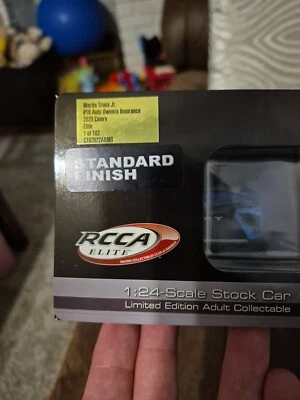 Martin Truex Jr.
#19 Auto Owners Insurance
2020 Camry
Elite
1 of 102
STANDARD
FINISH
RCCA
ELITE
1:24-Scale Stock Car
Limited Edition Adult Collectable